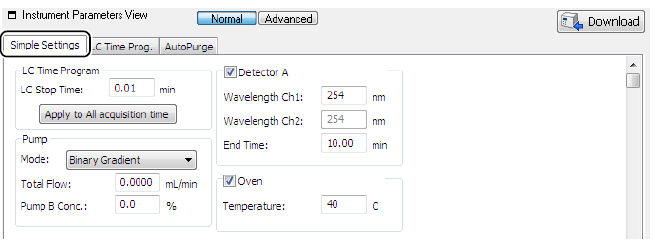 Instrument Parameters View
Normal
Advanced
Download
Simple Settings
LC Time Prog.
AutoPurge
LC Time Program
LC Stop Time: 0.01 min
Apply to All acquisition time
Pump
Mode: Binary Gradient
Total Flow: 0.0000 mL/min
Pump B Conc.: 0.0 %
Detector A
Wavelength Ch1: 254 nm
Wavelength Ch2: 254 nm
End Time: 10.00 min
Oven
Temperature: 40 C